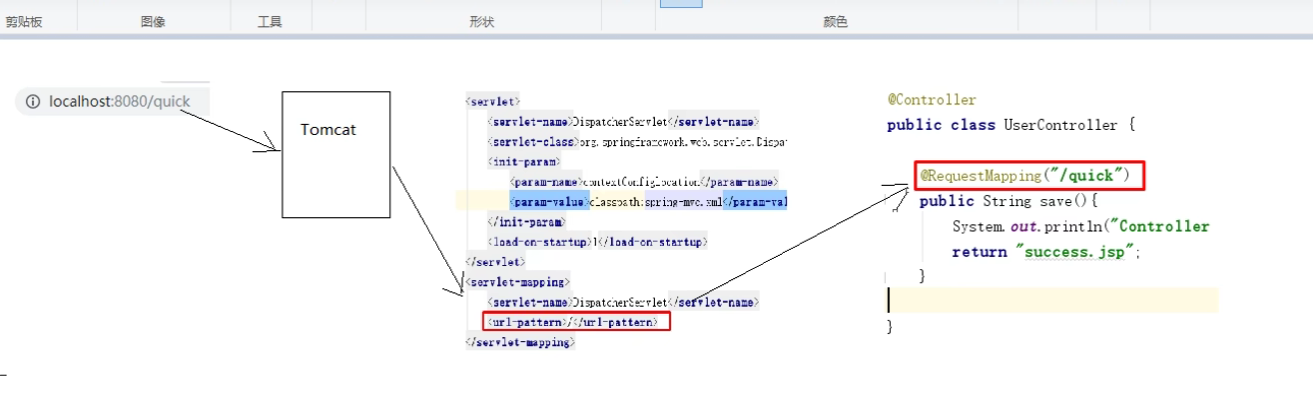 剪贴板
图像
工具
形状
颜色
localhost:8080/quick
Tomcat
<servlet>
<servlet-name>DispatcherServlet</servlet-name>
<servlet-class>org.springframework.web.servlet.Dispat
<init-param>
<param-name>contextConfigLocation</param-name>
<param-value>classpath:spring-mvc.xml</param-val
</init-param>
<load-on-startup>1</load-on-startup>
</servlet>
<servlet-mapping>
<servlet-name>DispatcherServlet</servlet-name>
<url-pattern>/</url-pattern>
</servlet-mapping>
@Controller
public class UserController {
@RequestMapping("/quick")
public String save(){
System.out.println("Controller
return "success.jsp";
}
}